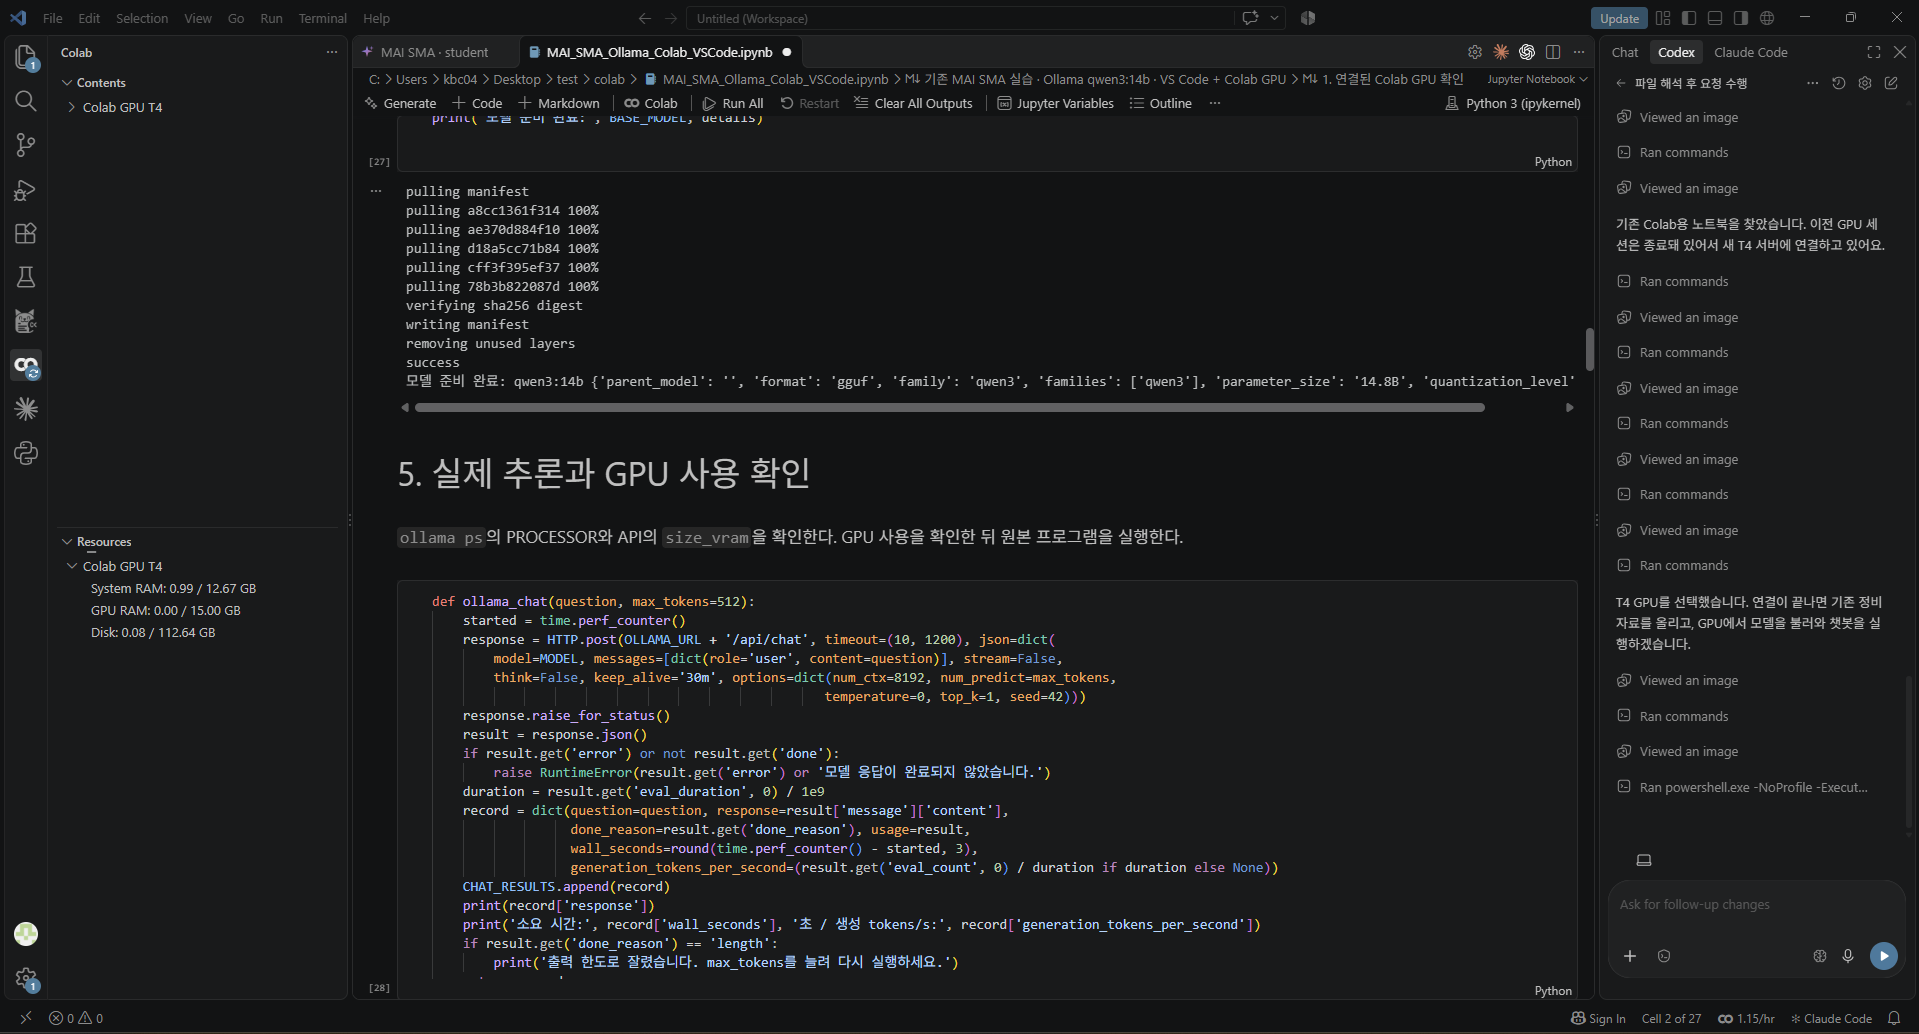 File Edit Selection View Go Run Terminal Help
Untitled (Workspace)
Update
Colab
Contents
Colab GPU T4
Resources
Colab GPU T4
System RAM: 0.99 / 12.67 GB
GPU RAM: 0.00 / 15.00 GB
Disk: 0.08 / 112.64 GB
MAI SMA · student
MAI_SMA_Ollama_Colab_VSCode.ipynb
C: > Users > kbc04 > Desktop > test > colab > MAI_SMA_Ollama_Colab_VSCode.ipynb > M↓ 기존 MAI SMA 실습 · Ollama qwen3:14b · VS Code + Colab GPU > M↓ 1. 연결된 Colab GPU 확인
Jupyter Notebook
Generate + Code + Markdown Colab Run All Restart Clear All Outputs Jupyter Variables Outline ...
Python 3 (ipykernel)
print('모델 준비 완료:', BASE_MODEL, details)
[27]
Python
pulling manifest
pulling a8cc1361f314 100%
pulling ae370d884f10 100%
pulling d18a5cc71b84 100%
pulling cff3f395ef37 100%
pulling 78b3b822087d 100%
verifying sha256 digest
writing manifest
removing unused layers
success
모델 준비 완료: qwen3:14b {'parent_model': '', 'format': 'gguf', 'family': 'qwen3', 'families': ['qwen3'], 'parameter_size': '14.8B', 'quantization_level'
5. 실제 추론과 GPU 사용 확인
ollama ps의 PROCESSOR와 API의 size_vram을 확인한다. GPU 사용을 확인한 뒤 원본 프로그램을 실행한다.
def ollama_chat(question, max_tokens=512):
started = time.perf_counter()
response = HTTP.post(OLLAMA_URL + '/api/chat', timeout=(10, 1200), json=dict(
model=MODEL, messages=[dict(role='user', content=question)], stream=False,
think=False, keep_alive='30m', options=dict(num_ctx=8192, num_predict=max_tokens,
temperature=0, top_k=1, seed=42)))
response.raise_for_status()
result = response.json()
if result.get('error') or not result.get('done'):
raise RuntimeError(result.get('error') or '모델 응답이 완료되지 않았습니다.')
duration = result.get('eval_duration', 0) / 1e9
record = dict(question=question, response=result['message']['content'],
done_reason=result.get('done_reason'), usage=result,
wall_seconds=round(time.perf_counter() - started, 3),
generation_tokens_per_second=(result.get('eval_count', 0) / duration if duration else None))
CHAT_RESULTS.append(record)
print(record['response'])
print('소요 시간:', record['wall_seconds'], '초 / 생성 tokens/s:', record['generation_tokens_per_second'])
if result.get('done_reason') == 'length':
print('출력 한도로 잘렸습니다. max_tokens를 늘려 다시 실행하세요.')
[28]
Python
Chat Codex Claude Code
파일 해석 후 요청 수행
Viewed an image
Ran commands
Viewed an image
기존 Colab용 노트북을 찾았습니다. 이전 GPU 세
션은 종료돼 있어서 새 T4 서버에 연결하고 있어요.
Ran commands
Viewed an image
Ran commands
Viewed an image
Ran commands
Viewed an image
Ran commands
Viewed an image
Ran commands
T4 GPU를 선택했습니다. 연결이 끝나면 기존 정비
자료를 올리고, GPU에서 모델을 불러와 챗봇을 실
행하겠습니다.
Viewed an image
Ran commands
Viewed an image
Ran powershell.exe -NoProfile -Execut...
Ask for follow-up changes
0 0
Sign In Cell 2 of 27 1.15/hr Claude Code